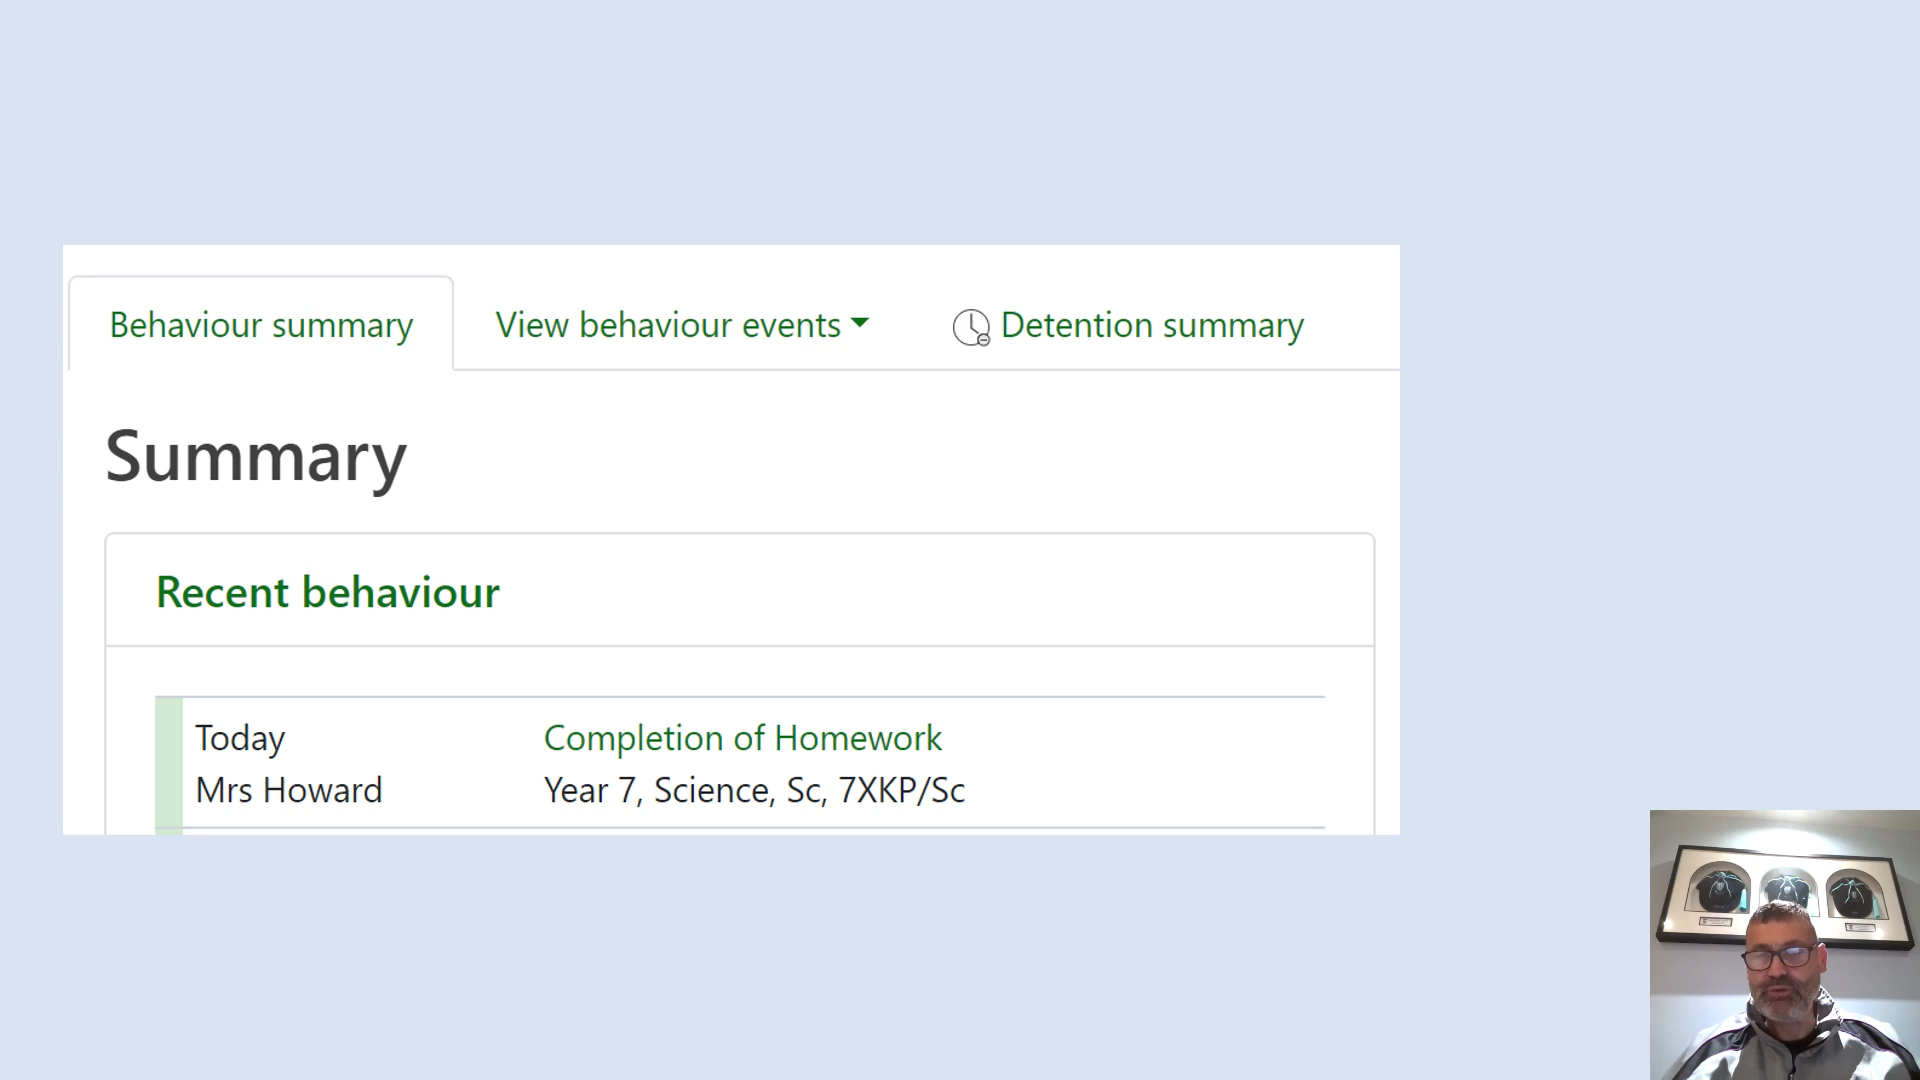 Behaviour summary
View behaviour events
Detention summary
Summary
Recent behaviour
Today
Completion of Homework
Mrs Howard
Year 7, Science, Sc, 7XKP/Sc